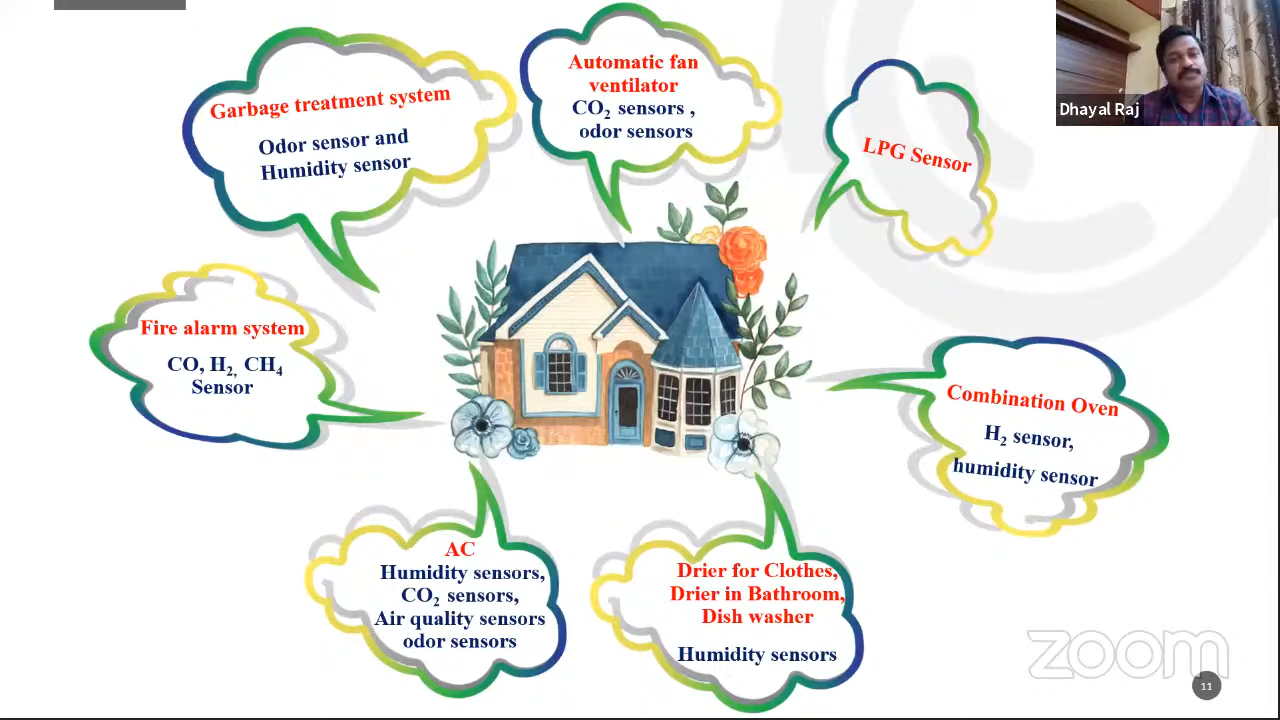 Garbage treatment system
Odor sensor and
Humidity sensor
Automatic fan
ventilator
CO2 sensors ,
odor sensors
LPG Sensor
Dhayal Raj
Fire alarm system
CO, H2, CH4
Sensor
Combination Oven
H2 sensor,
humidity sensor
AC
Humidity sensors,
CO2 sensors,
Air quality sensors
odor sensors
Drier for Clothes,
Drier in Bathroom,
Dish washer
Humidity sensors
zoom
11